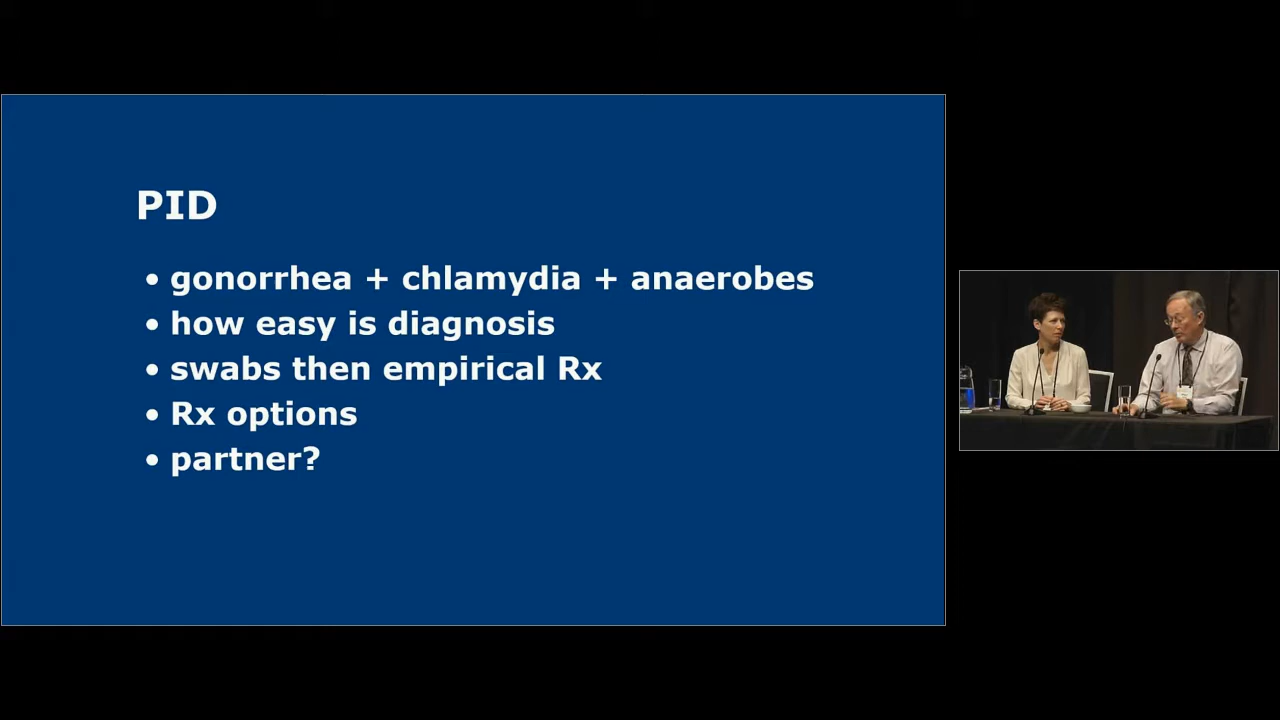 PID
• gonorrhea + chlamydia + anaerobes
• how easy is diagnosis
• swabs then empirical Rx
• Rx options
• partner?